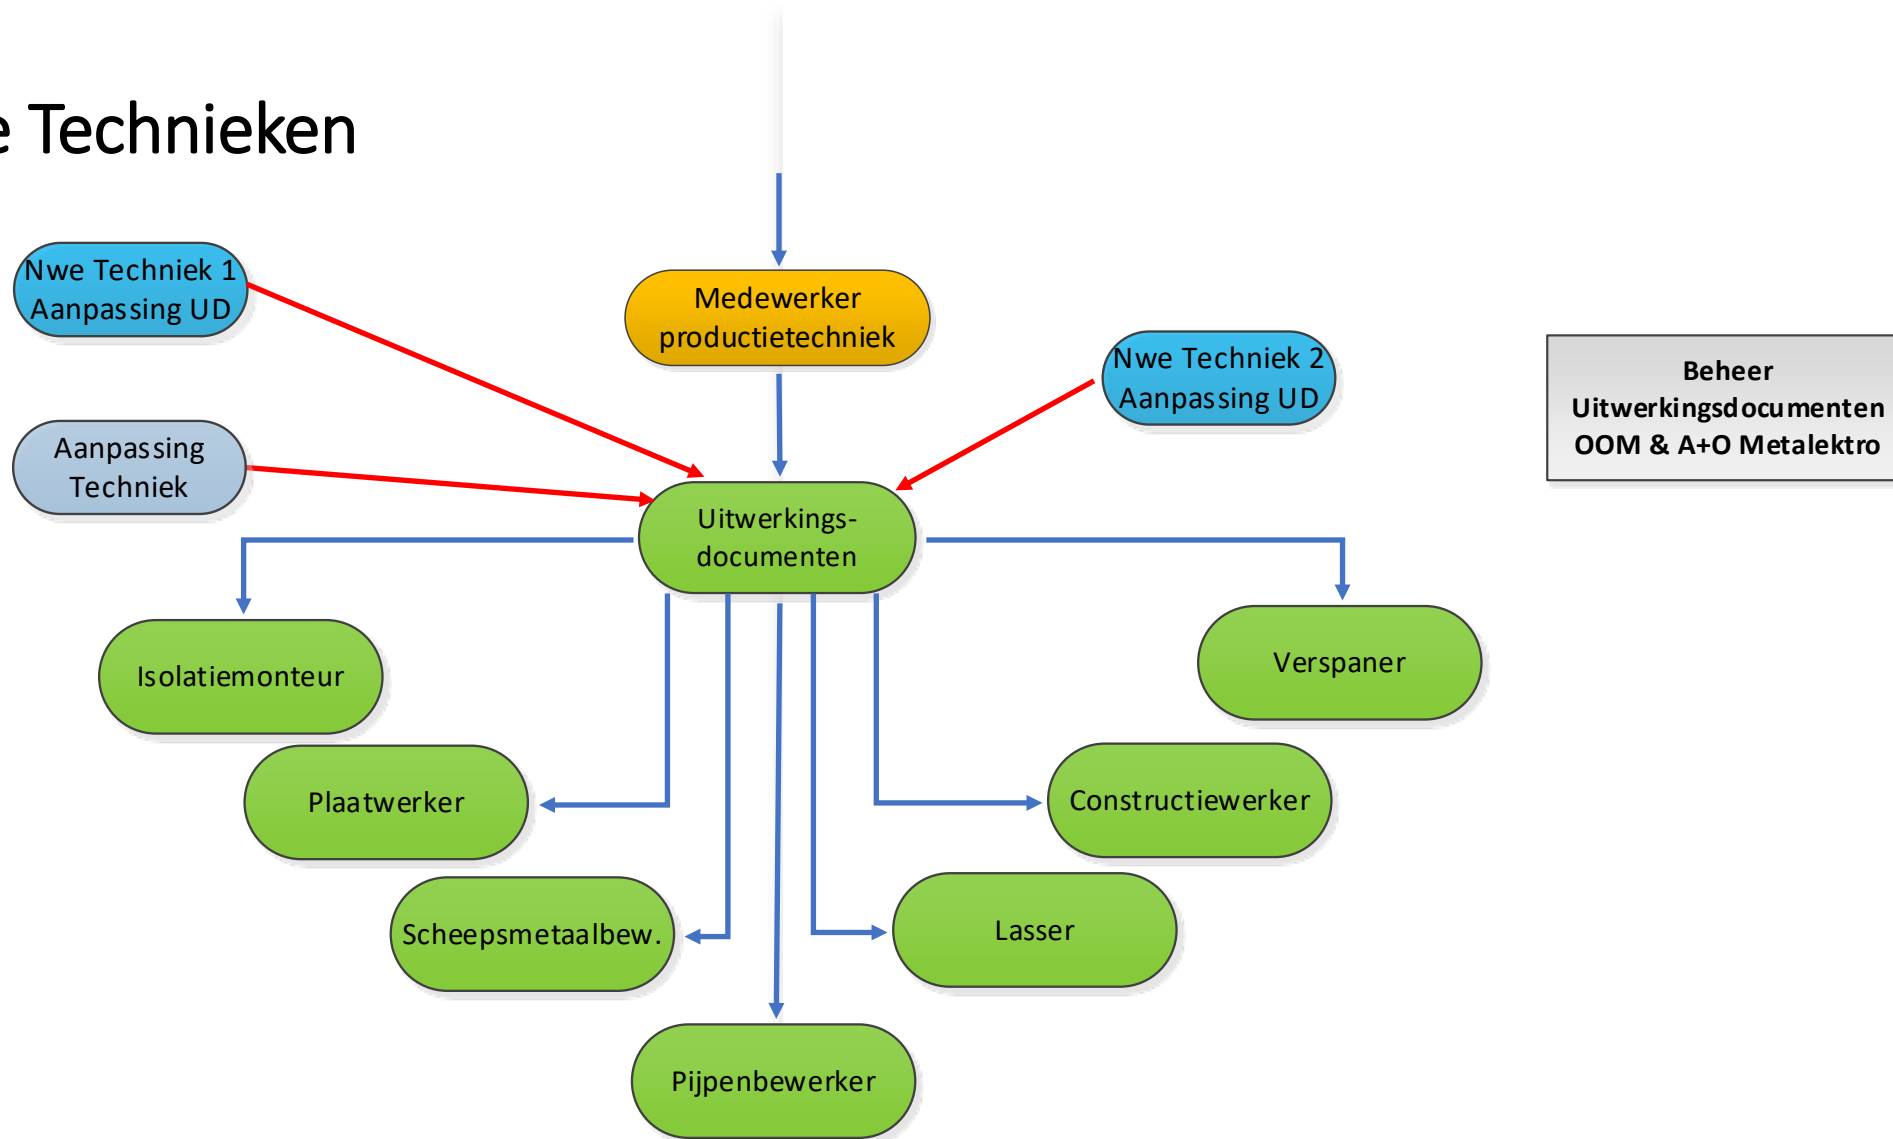 e Technieken
Nwe Techniek 1
Aanpassing UD
Medewerker
productietechniek
Nwe Techniek 2
Aanpassing UD
Beheer
Uitwerkingsdocumenten
OOM & A+O Metalektro
Aanpassing
Techniek
Uitwerkings-
documenten
Isolatiemonteur
Verspaner
Plaatwerker
Constructiewerker
Scheepsmetaalbew.
Lasser
Pijpenbewerker